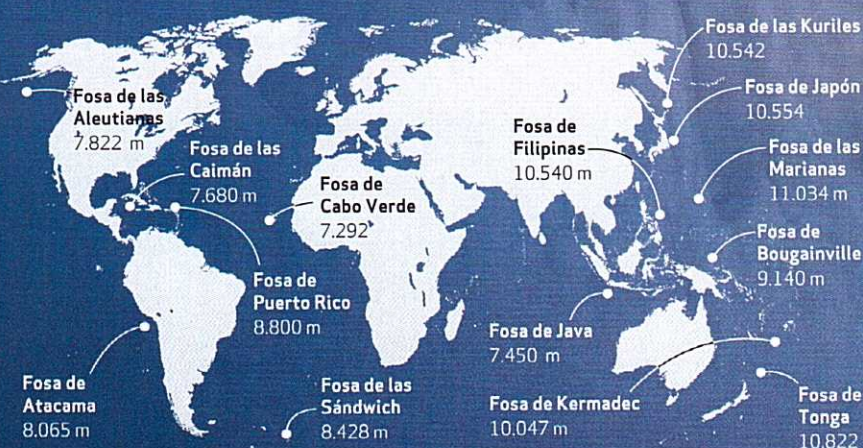 Fosa de las
Aleutianas
7.822 m
Fosa de las
Caimán
7.680 m
Fosa de
Cabo Verde
7.292
Fosa de
Puerto Rico
8.800 m
Fosa de
Atacama
8.065 m
Fosa de las
Sándwich
8.428 m
Fosa de
Filipinas
10.540 m
Fosa de Java
7.450 m
Fosa de Kermadec
10.047 m
Fosa de las Kuriles
10.542
Fosa de Japón
10.554
Fosa de las
Marianas
11.034 m
Fosa de
Bougainville
9.140 m
Fosa de
Tonga
10.822